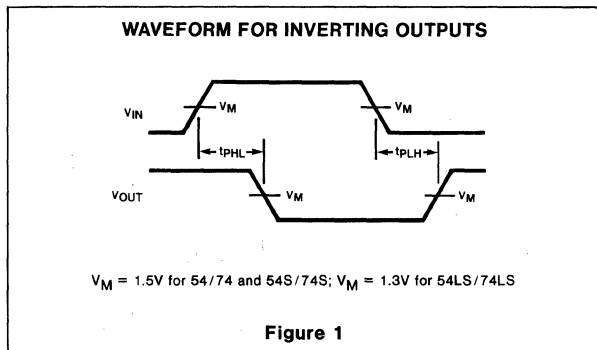 WAVEFORM FOR INVERTING OUTPUTS
VIN
VM
VM
tPHL
tPLH
VOUT
VM
VM
VM = 1.5V for 54/74 and 54S/74S; VM = 1.3V for 54LS/74LS
Figure 1